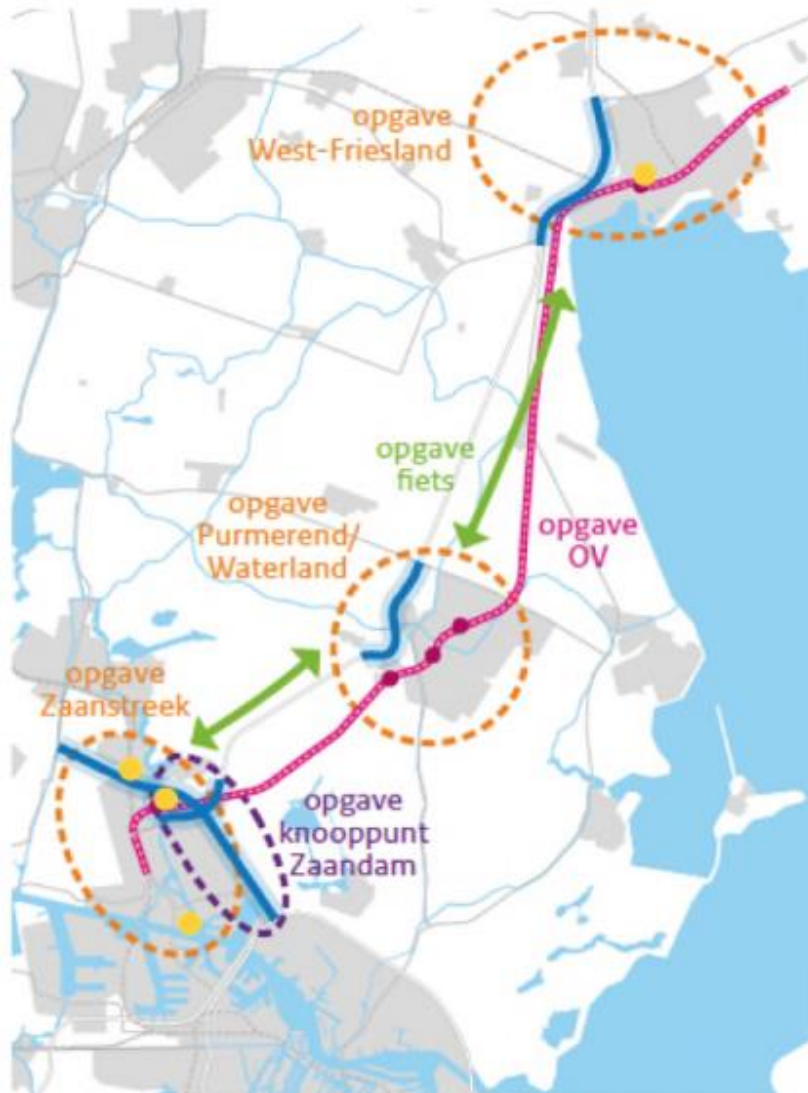 opgave
West-Friesland
opgave
fiets
opgave
Purmerend/
Waterland
opgave
OV
opgave
Zaanstreek
opgave
knooppunt
Zaandam